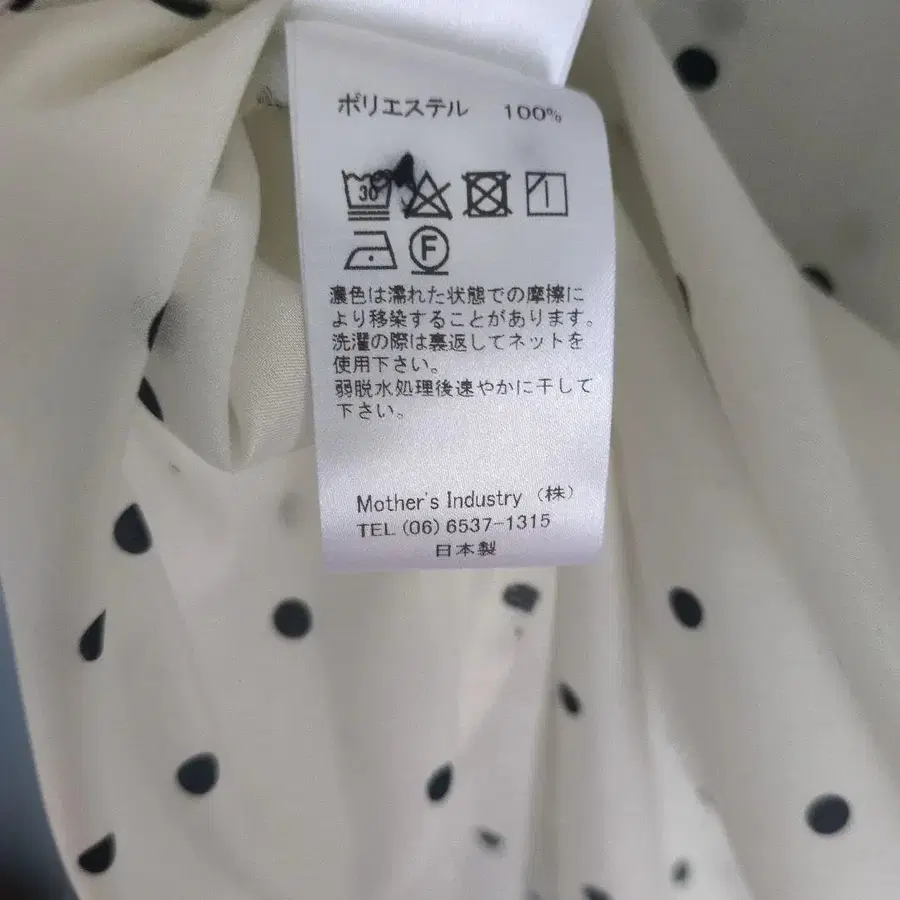 ポリエステル 100%
30
F
濃色は濡れた状態での摩擦に
より移染することがあります。
洗濯の際は裏返してネットを
使用下さい。
弱脱水処理後速やかに干して
下さい。
Mother's Industry (株)
TEL (06) 6537-1315
日本製